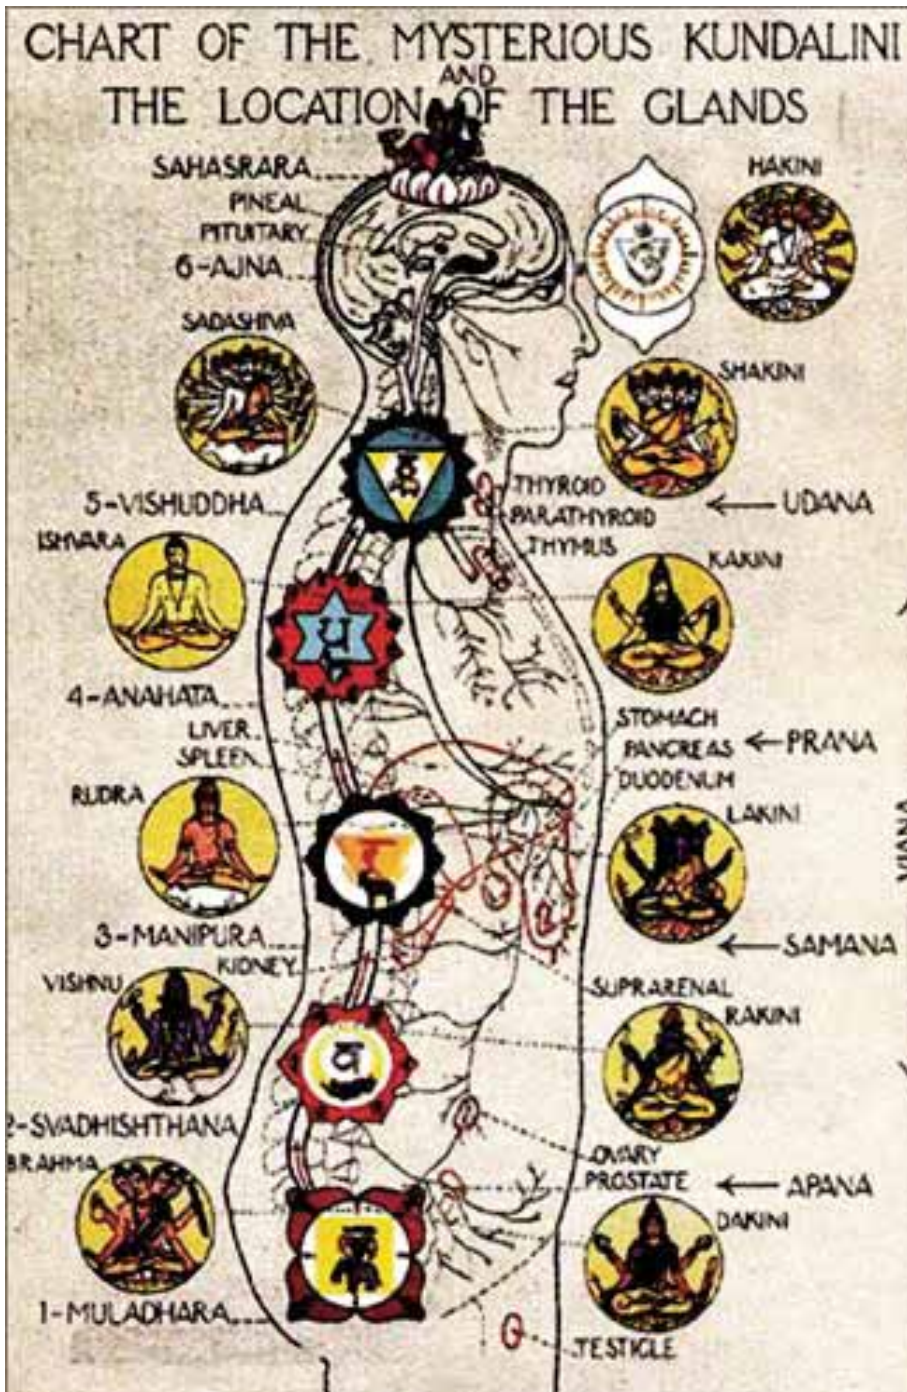 CHART OF THE MYSTERIOUS KUNDALINI
AND
THE LOCATION OF THE GLANDS
SAHASRARA
HAKINI
PINEAL
PITUITARY
6-AJNA
SADASHIVA
SHAKINI
THYROID
5-VISHUDDHA
UDANA
PARATHYROID
ISHVARA
THYMUS
KAKINI
य
4-ANAHATA
STOMACH
LIVER
PANCREAS
PRANA
SPLEEN
DUODENUM
RUDRA
LAKINI
VIANA
र
3-MANIPURA
SAMANA
KIDNEY
VISHNU
SUPRARENAL
RAKINI
व
2-SVADHISHTHANA
OVARY
BRAHMA
PROSTATE
APANA
DAKINI
1-MULADHARA
TESTICLE